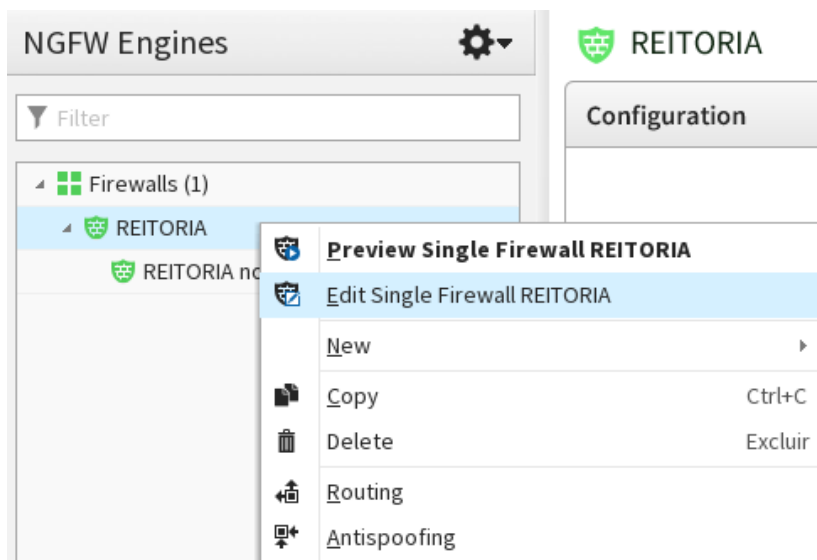 NGFW Engines
REITORIA
Filter
Configuration
Firewalls (1)
REITORIA
REITORIA
Preview Single Firewall REITORIA
Edit Single Firewall REITORIA
New
Copy Ctrl+C
Delete Excluir
Routing
Antispoofing